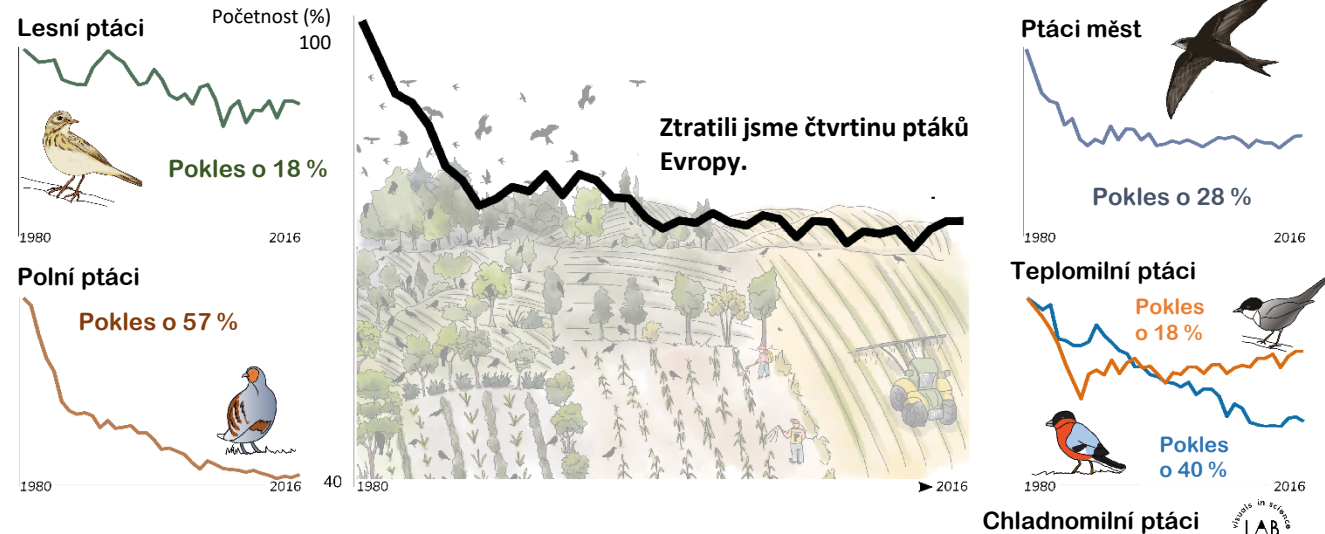 Lesní ptáci
Pokles o 18 %
1980
2016
Polní ptáci
Pokles o 57 %
1980
2016
Početnost (%)
100
Ztratili jsme čtvrtinu ptáků
Evropy.
40
1980
2016
Ptáci měst
Pokles o 28 %
1980
2016
Teplomilní ptáci
Pokles
o 18 %
Pokles
o 40 %
1980
2016
Chladnomilní ptáci
visuals in science
LAB